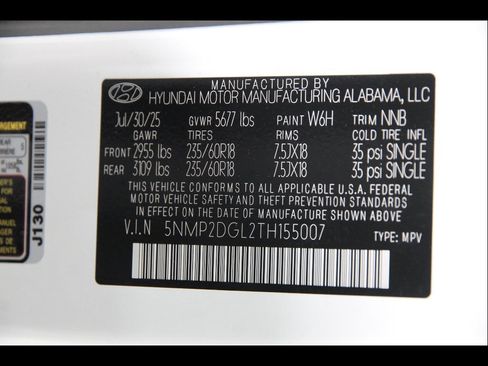 MANUFACTURED BY
HYUNDAI MOTOR MANUFACTURING ALABAMA, LLC
Jul/30/25 GVWR 5677 lbs PAINT W6H TRIM NNB
GAWR TIRES RIMS COLD TIRE INFL
FRONT 2955 lbs 235/60R18 7.5JX18 35 psi SINGLE
REAR 3109 lbs 235/60R18 7.5JX18 35 psi SINGLE
THIS VEHICLE CONFORMS TO ALL APPLICABLE U.S.A. FEDERAL
MOTOR VEHICLE SAFETY AND THEFT PREVENTION STANDARDS
IN EFFECT ON THE DATE OF MANUFACTURE SHOWN ABOVE.
V.I.N 5NMP2DGL2TH155007 TYPE: MPV
J130